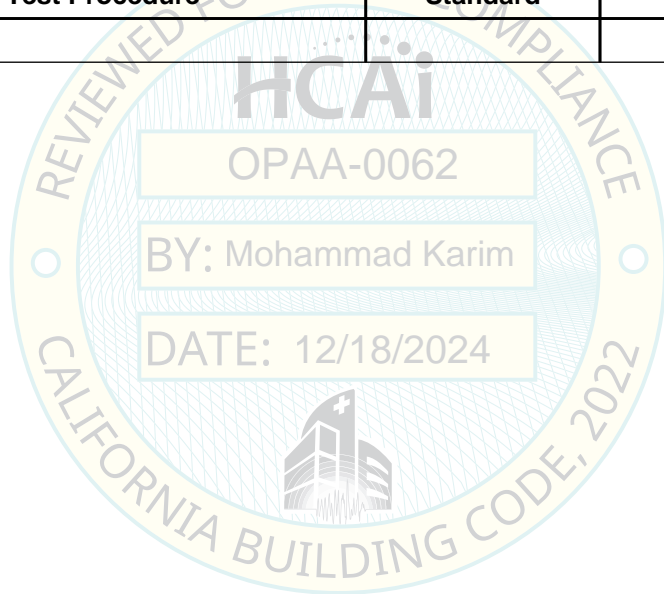 Test Procedure Standard
REVIEWED FOR CODE COMPLIANCE
HCAi
OPAA-0062
BY: Mohammad Karim
DATE: 12/18/2024
CALIFORNIA BUILDING CODE, 2022